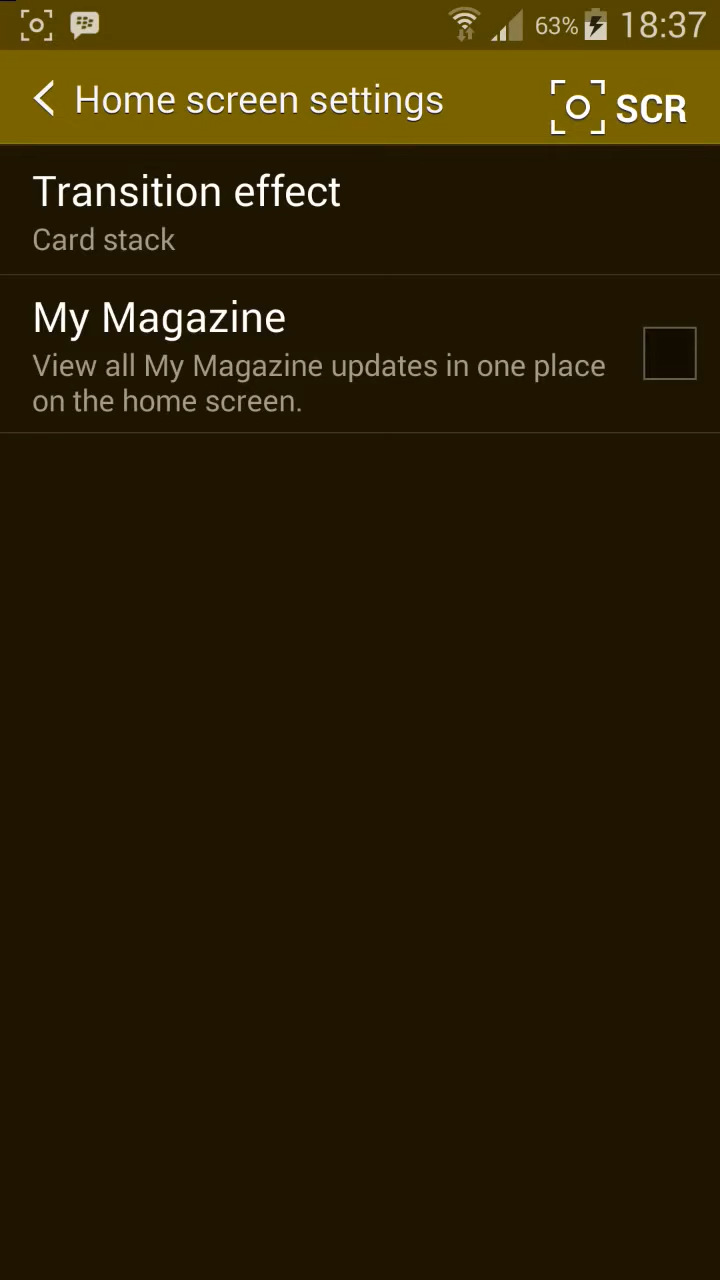 63% 18:37
Home screen settings SCR
Transition effect
Card stack
My Magazine
View all My Magazine updates in one place
on the home screen.